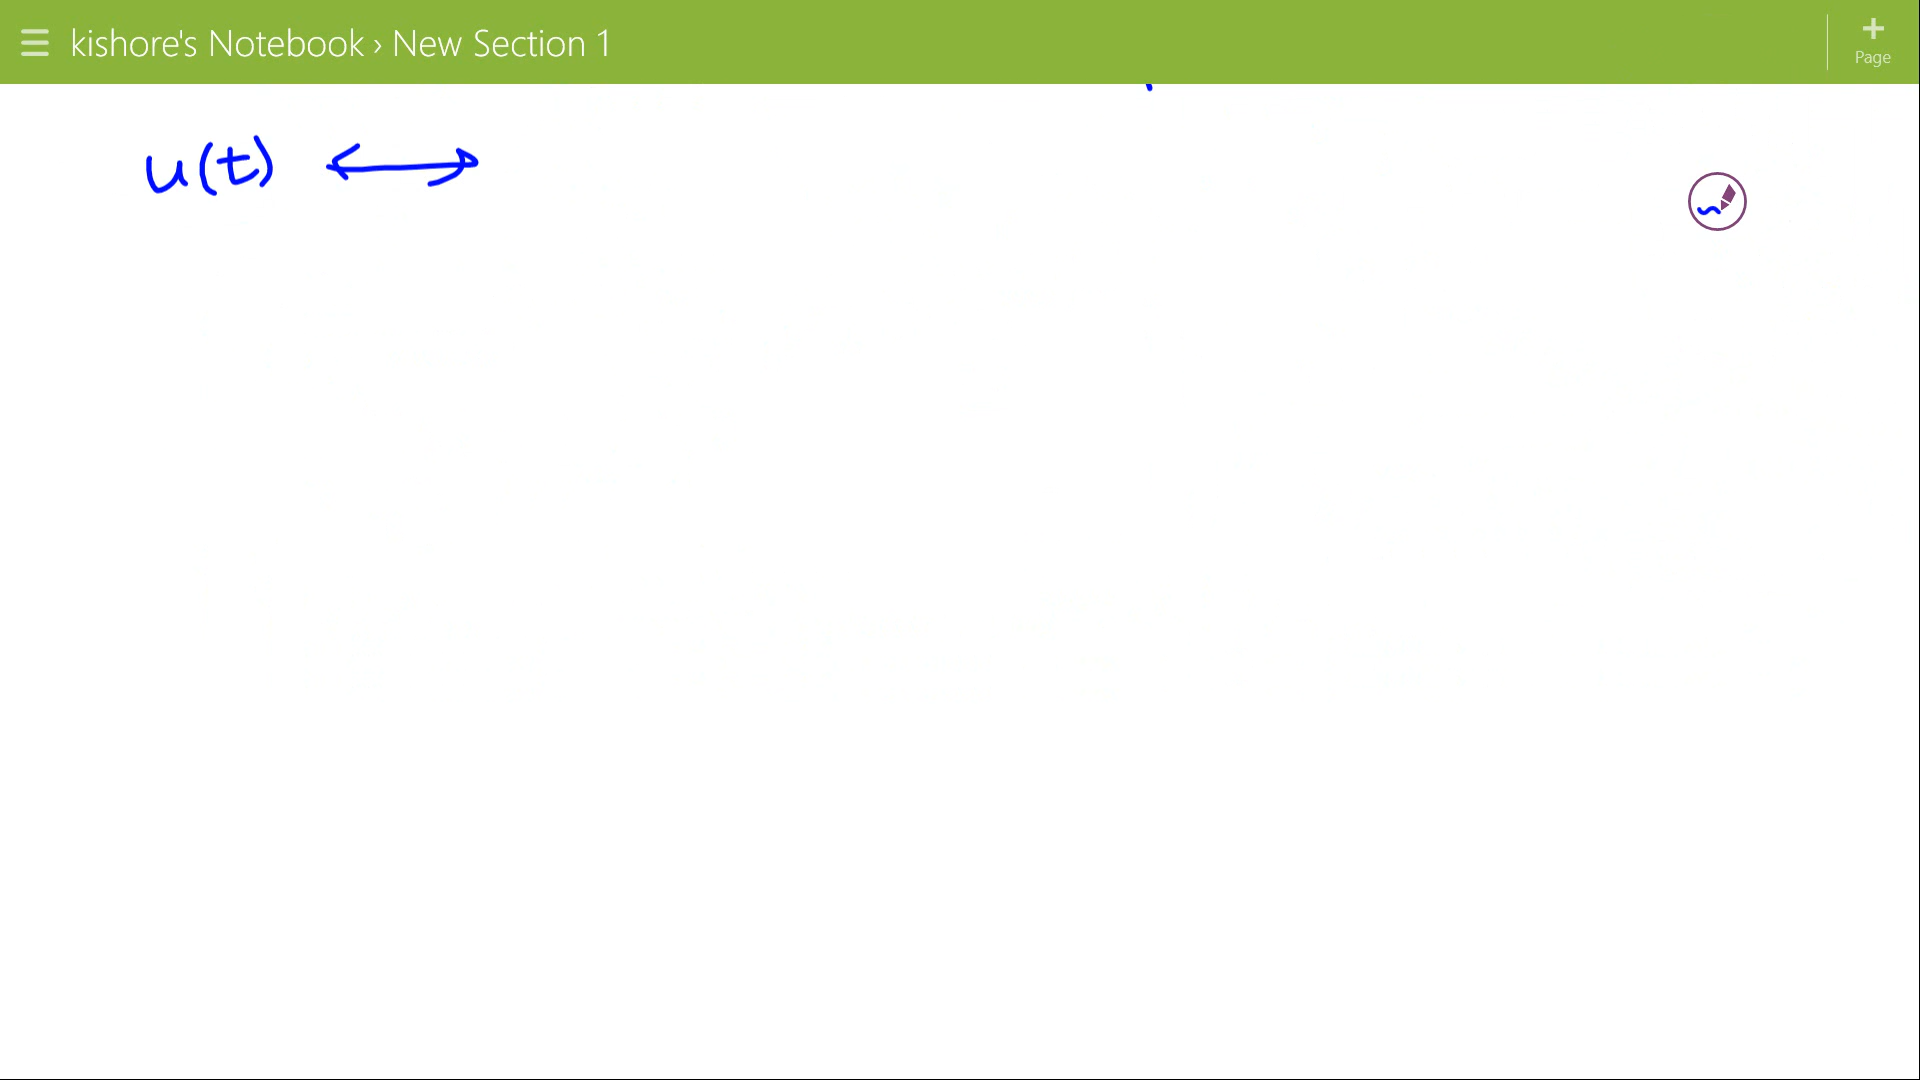 kishore's Notebook › New Section 1
Page
u(t) ⟷